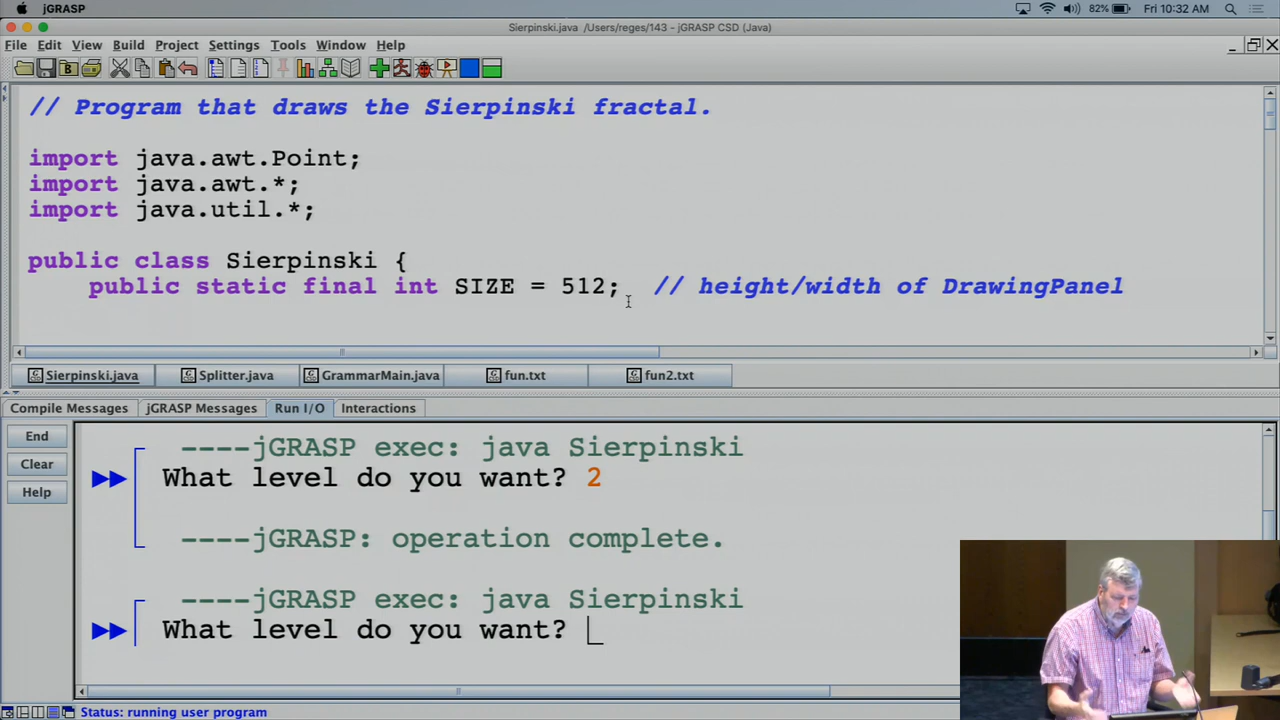 jGRASP
82%
Fri 10:32 AM
Sierpinski.java /Users/reges/143 - jGRASP CSD (Java)
File Edit View Build Project Settings Tools Window Help
// Program that draws the Sierpinski fractal.
import java.awt.Point;
import java.awt.*;
import java.util.*;
public class Sierpinski {
public static final int SIZE = 512; // height/width of DrawingPanel
Sierpinski.java Splitter.java GrammarMain.java fun.txt fun2.txt
Compile Messages jGRASP Messages Run I/O Interactions
End
Clear
Help
----jGRASP exec: java Sierpinski
What level do you want? 2
----jGRASP: operation complete.
----jGRASP exec: java Sierpinski
What level do you want?
Status: running user program